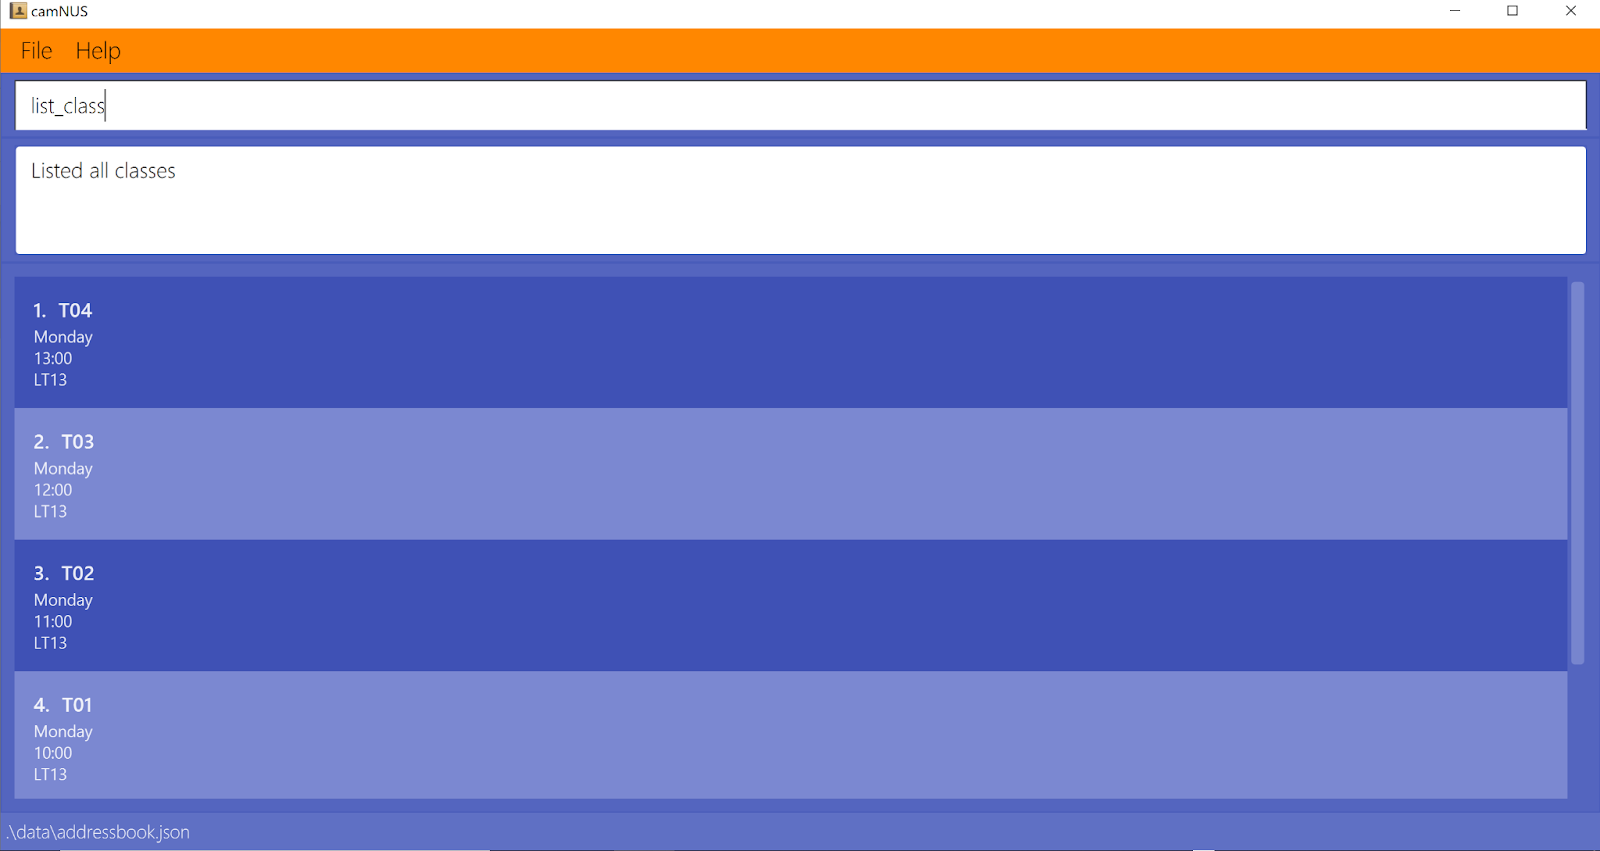 camNUS
File Help
list_class
Listed all classes
1. T04
Monday
13:00
LT13
2. T03
Monday
12:00
LT13
3. T02
Monday
11:00
LT13
4. T01
Monday
10:00
LT13
.\data\addressbook.json